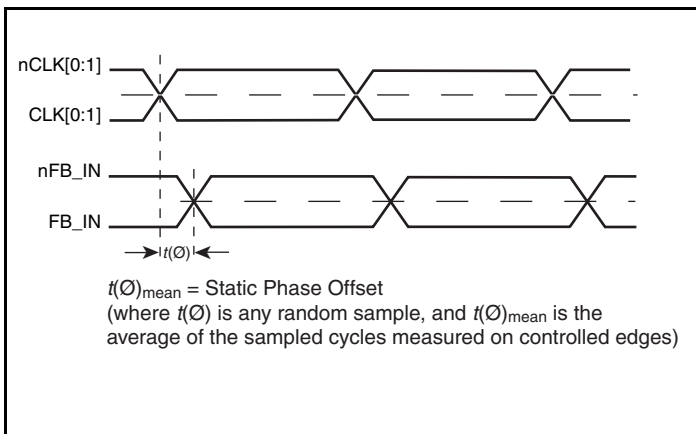 nCLK[0:1]
CLK[0:1]
nFB_IN
FB_IN
t(Ø)
t(Ø)mean = Static Phase Offset
(where t(Ø) is any random sample, and t(Ø)mean is the
average of the sampled cycles measured on controlled edges)